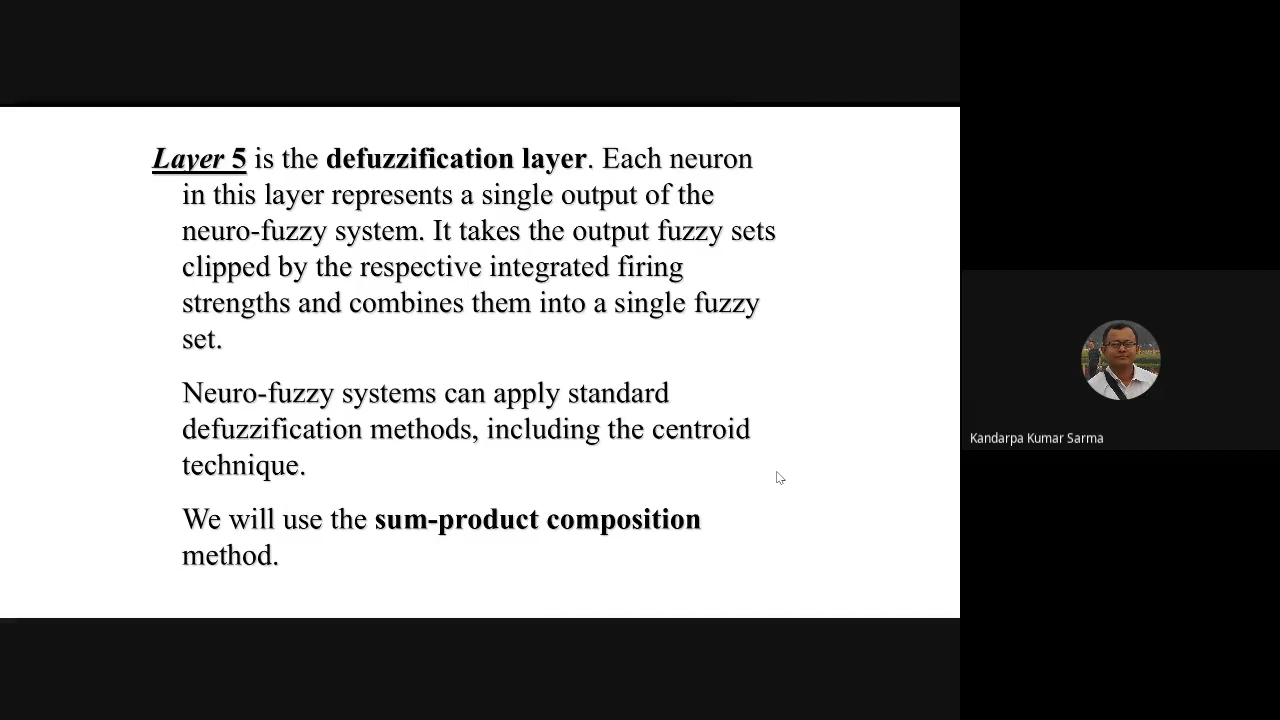 Layer 5 is the defuzzification layer. Each neuron
in this layer represents a single output of the
neuro-fuzzy system. It takes the output fuzzy sets
clipped by the respective integrated firing
strengths and combines them into a single fuzzy
set.
Neuro-fuzzy systems can apply standard
defuzzification methods, including the centroid
technique.
We will use the sum-product composition
method.
Kandarpa Kumar Sarma